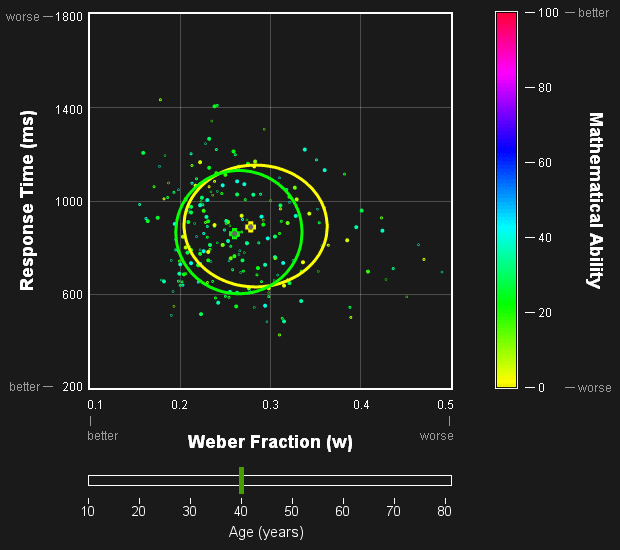 worse
1800
1400
1000
600
200
better
Response Time (ms)
0.1
0.2
0.3
0.4
0.5
better
worse
Weber Fraction (w)
100
better
80
60
40
20
0
worse
Mathematical Ability
10
20
30
40
50
60
70
80
Age (years)